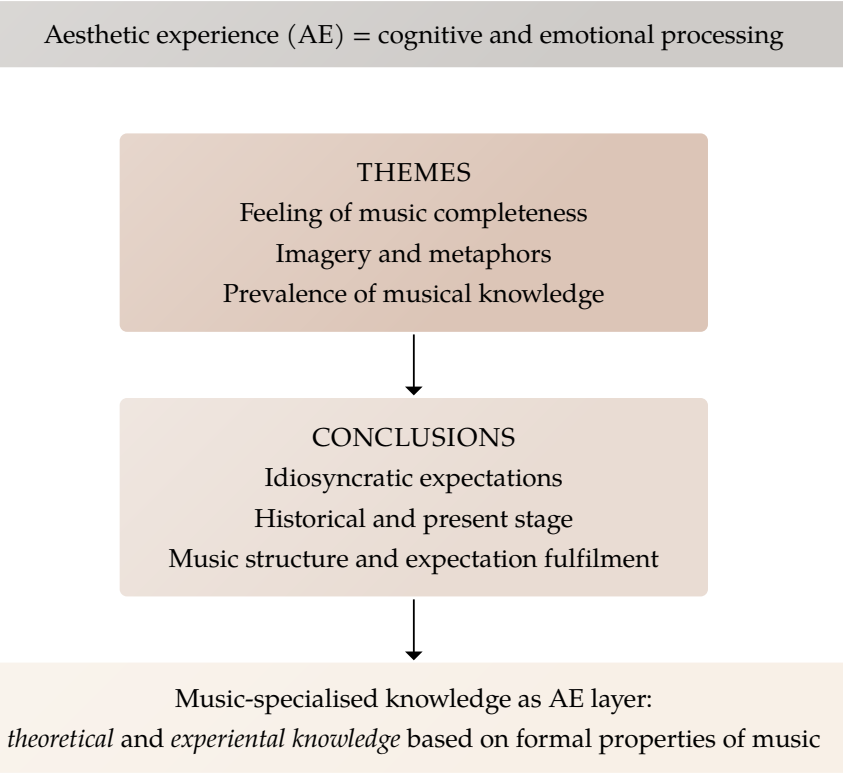 Aesthetic experience (AE) = cognitive and emotional processing
THEMES
Feeling of music completeness
Imagery and metaphors
Prevalence of musical knowledge
CONCLUSIONS
Idiosyncratic expectations
Historical and present stage
Music structure and expectation fulfilment
Music-specialised knowledge as AE layer:
theoretical and experiental knowledge based on formal properties of music